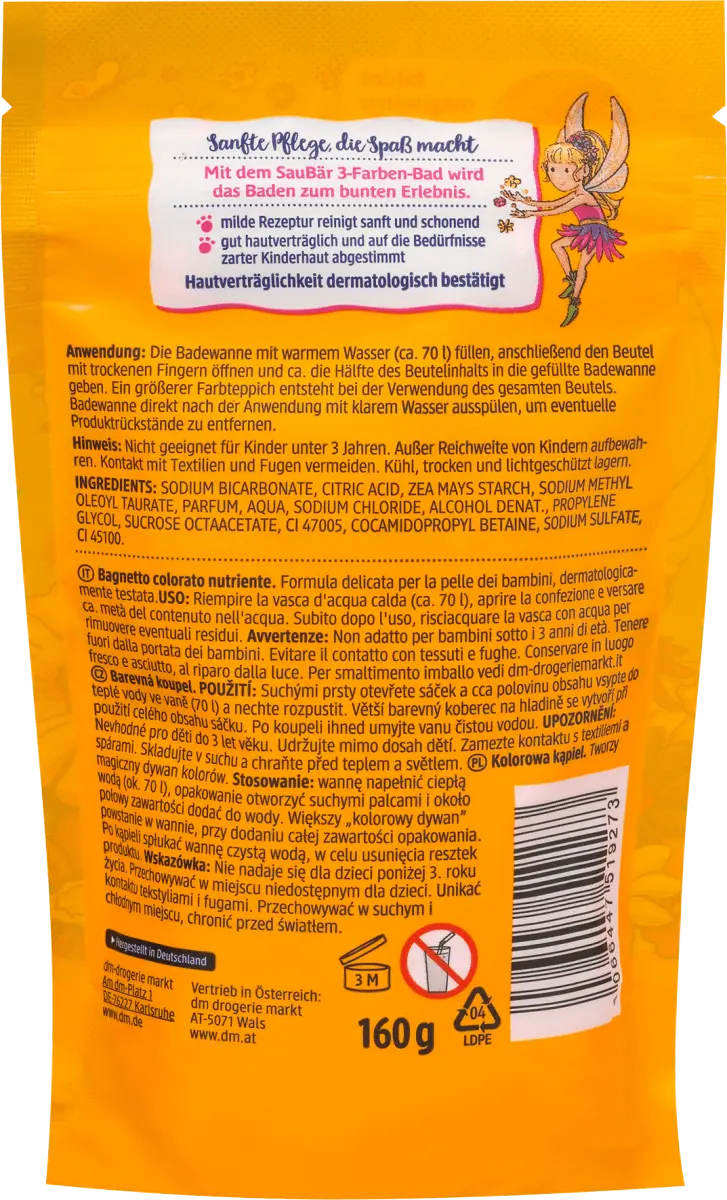 Sanfte Pflege, die Spaß macht
Mit dem SauBär 3-Farben-Bad wird
das Baden zum bunten Erlebnis.
milde Rezeptur reinigt sanft und schonend
gut hautverträglich und auf die Bedürfnisse
zarter Kinderhaut abgestimmt
Hautverträglichkeit dermatologisch bestätigt
Anwendung: Die Badewanne mit warmem Wasser (ca. 70 l) füllen, anschließend den Beutel
mit trockenen Fingern öffnen und ca. die Hälfte des Beutelinhalts in die gefüllte Badewanne
geben. Ein größerer Farbteppich entsteht bei der Verwendung des gesamten Beutels.
Badewanne direkt nach der Anwendung mit klarem Wasser ausspülen, um eventuelle
Produktrückstände zu entfernen.
Hinweis: Nicht geeignet für Kinder unter 3 Jahren. Außer Reichweite von Kindern aufbewah-
ren. Kontakt mit Textilien und Fugen vermeiden. Kühl, trocken und lichtgeschützt lagern.
INGREDIENTS: SODIUM BICARBONATE, CITRIC ACID, ZEA MAYS STARCH, SODIUM METHYL
OLEOYL TAURATE, PARFUM, AQUA, SODIUM CHLORIDE, ALCOHOL DENAT., PROPYLENE
GLYCOL, SUCROSE OCTAACETATE, CI 47005, COCAMIDOPROPYL BETAINE, SODIUM SULFATE,
CI 45100.
IT Bagnetto colorato nutriente. Formula delicata per la pelle dei bambini, dermatologica-
mente testata.USO: Riempire la vasca d'acqua calda (ca. 70 l), aprire la confezione e versare
ca. metà del contenuto nell'acqua. Subito dopo l'uso, risciacquare la vasca con acqua per
rimuovere eventuali residui. Avvertenze: Non adatto per bambini sotto i 3 anni di età. Tenere
fuori dalla portata dei bambini. Evitare il contatto con tessuti e fughe. Conservare in luogo
fresco e asciutto, al riparo dalla luce. Per smaltimento imballo vedi dm-drogeriemarkt.it
CZ Barevná koupel. POUŽITÍ: Suchými prsty otevřete sáček a cca polovinu obsahu vsypte do
teplé vody ve vaně (70 l) a nechte rozpustit. Větší barevný koberec na hladině se vytvoří při
použití celého obsahu sáčku. Po koupeli ihned umyjte vanu čistou vodou. UPOZORNĚNÍ:
Nevhodné pro děti do 3 let věku. Udržujte mimo dosah dětí. Zamezte kontaktu s textiliemi a
spárami. Skladujte v suchu a chraňte před teplem a světlem. PL Kolorowa kąpiel. Tworzy
magiczny dywan kolorów. Stosowanie: wannę napełnić ciepłą
wodą (ok. 70 l), opakowanie otworzyć suchymi palcami i około
połowy zawartości dodać do wody. Większy „kolorowy dywan”
powstanie w wannie, przy dodaniu całej zawartości opakowania.
Po kąpieli spłukać wannę czystą wodą, w celu usunięcia resztek
produktu. Wskazówka: Nie nadaje się dla dzieci poniżej 3. roku
życia. Przechowywać w miejscu niedostępnym dla dzieci. Unikać
kontaktu tekstyliami i fugami. Przechowywać w suchym i
chłodnym miejscu, chronić przed światłem.
Hergestellt in Deutschland
dm-drogerie markt
Am dm-Platz 1
DE-76227 Karlsruhe
www.dm.de
Vertrieb in Österreich:
dm drogerie markt
AT-5071 Wals
www.dm.at
3 M
160 g
04
LDPE
4 066447 519273